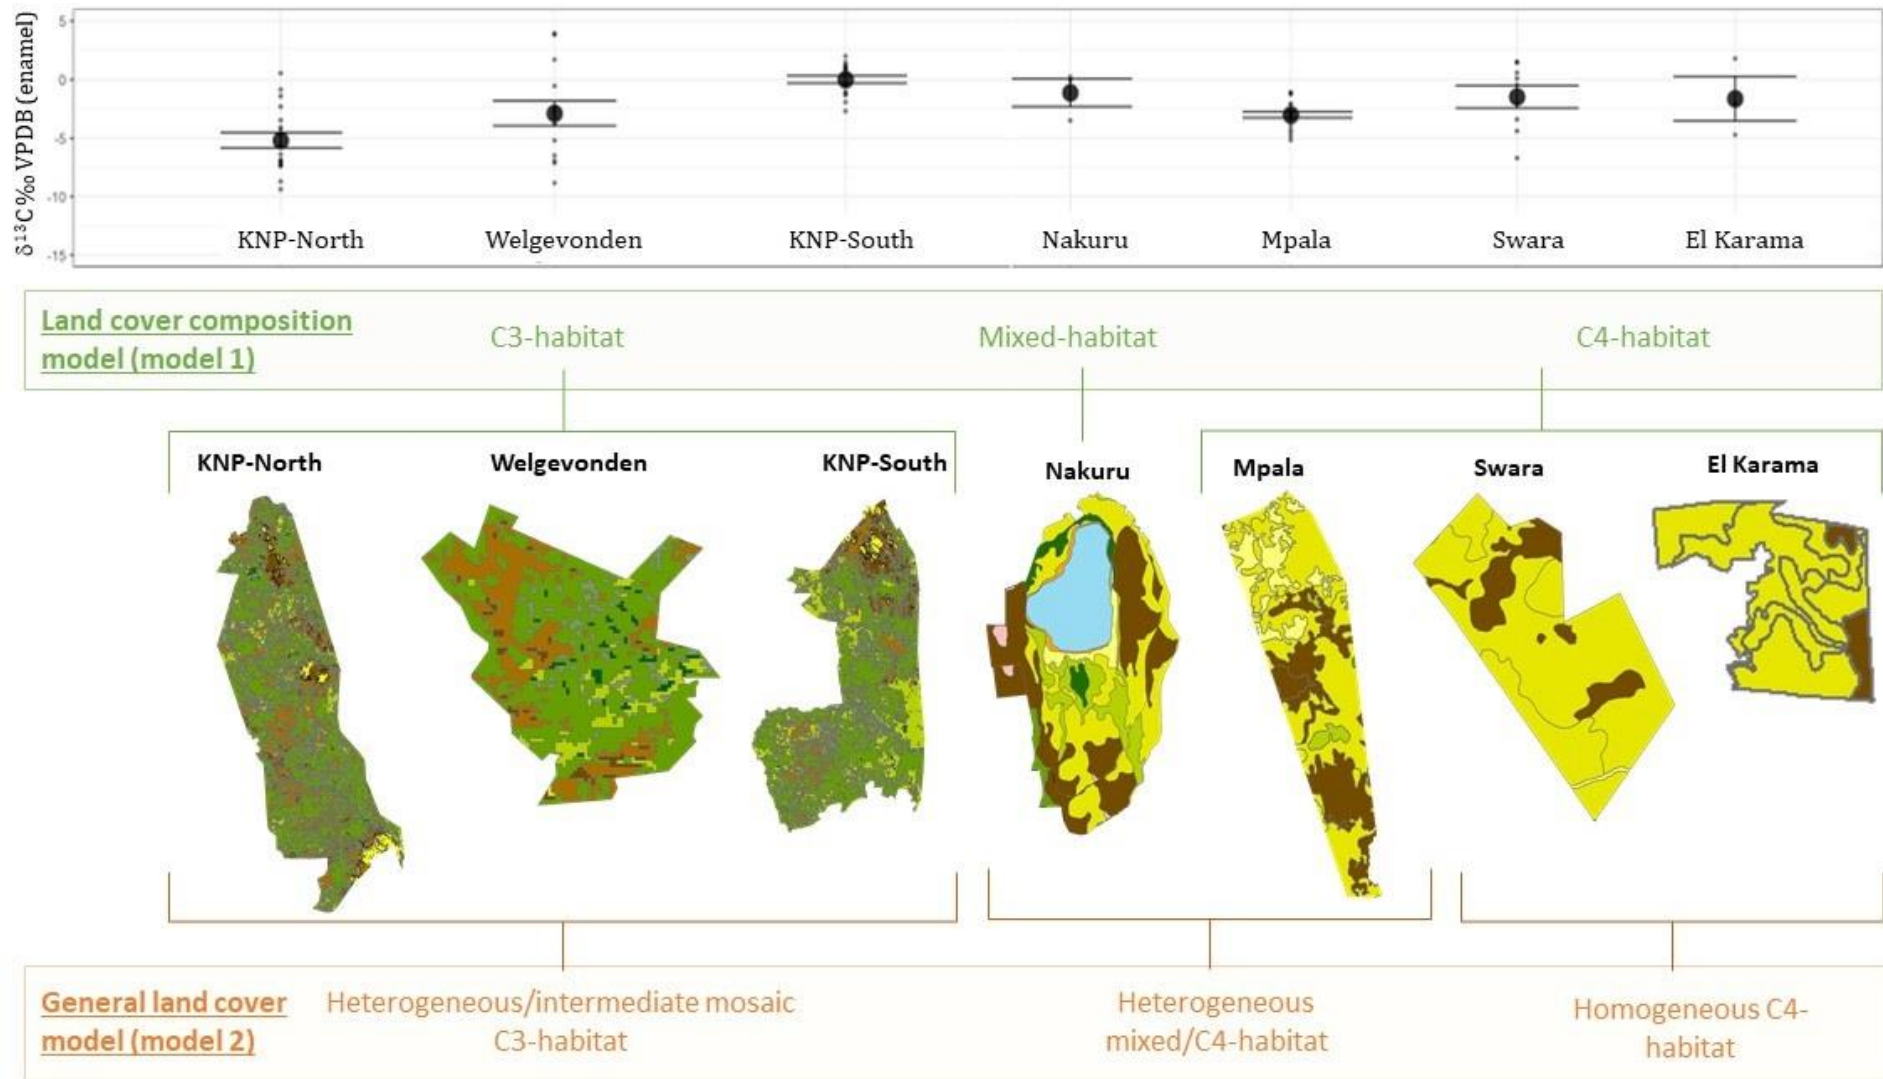 δ¹³C‰ VPDB (enamel)
5
0
-5
-10
-15
KNP-North Welgevonden KNP-South Nakuru Mpala Swara El Karama
Land cover composition
model (model 1)
C3-habitat Mixed-habitat C4-habitat
KNP-North Welgevonden KNP-South Nakuru Mpala Swara El Karama
General land cover
model (model 2)
Heterogeneous/intermediate mosaic
C3-habitat
Heterogeneous
mixed/C4-habitat
Homogeneous C4-
habitat